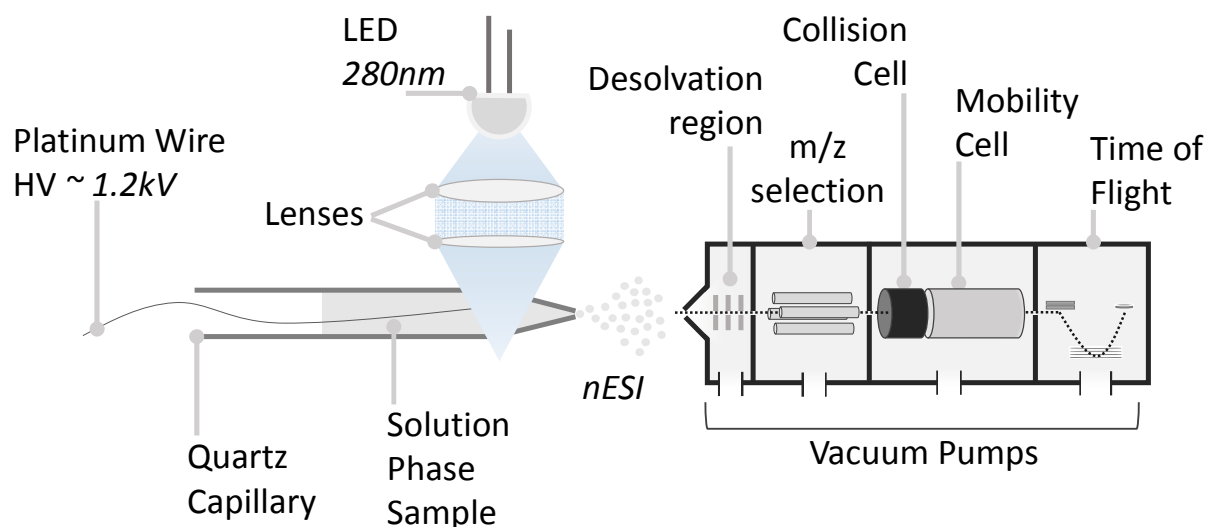 LED
280nm
Platinum Wire
HV ~ 1.2kV
Lenses
Quartz
Capillary
Solution
Phase
Sample
nESI
Desolvation
region
m/z
selection
Collision
Cell
Mobility
Cell
Time of
Flight
Vacuum Pumps